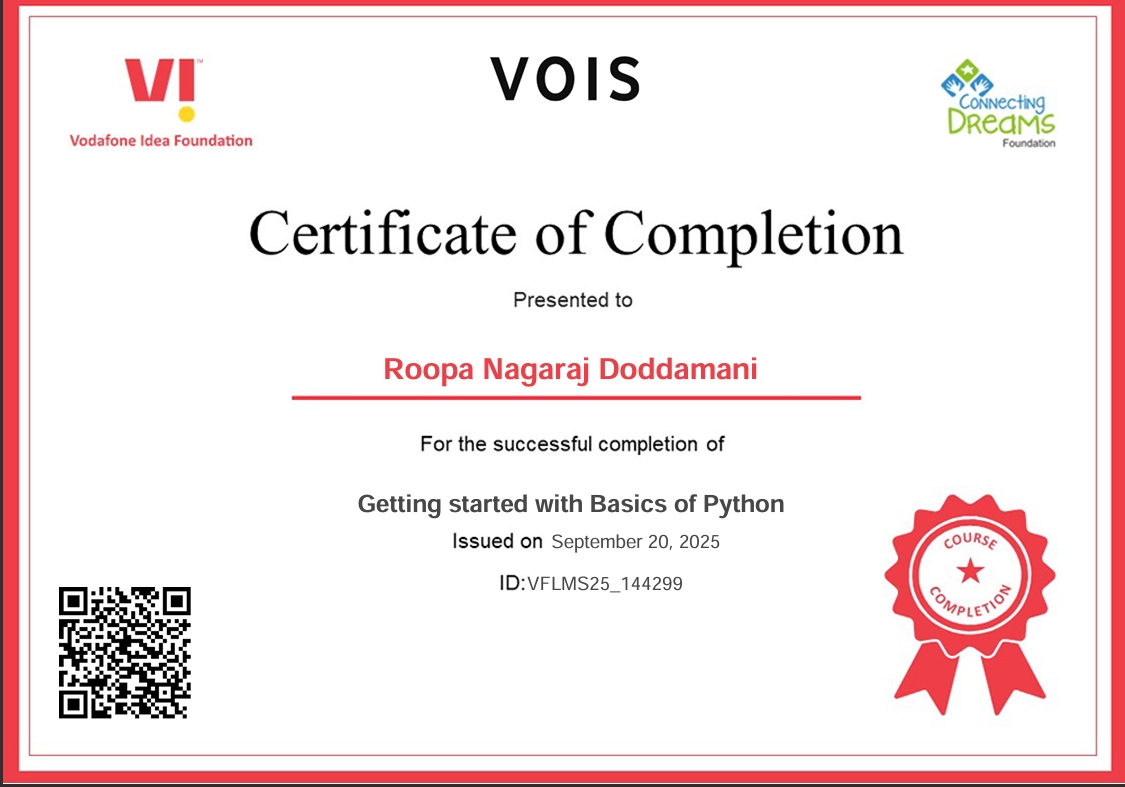 VI™
Vodafone Idea Foundation
VOIS
Connecting
Dreams
Foundation
Certificate of Completion
Presented to
Roopa Nagaraj Doddamani
For the successful completion of
Getting started with Basics of Python
Issued on September 20, 2025
ID:VFLMS25_144299
COURSE
COMPLETION